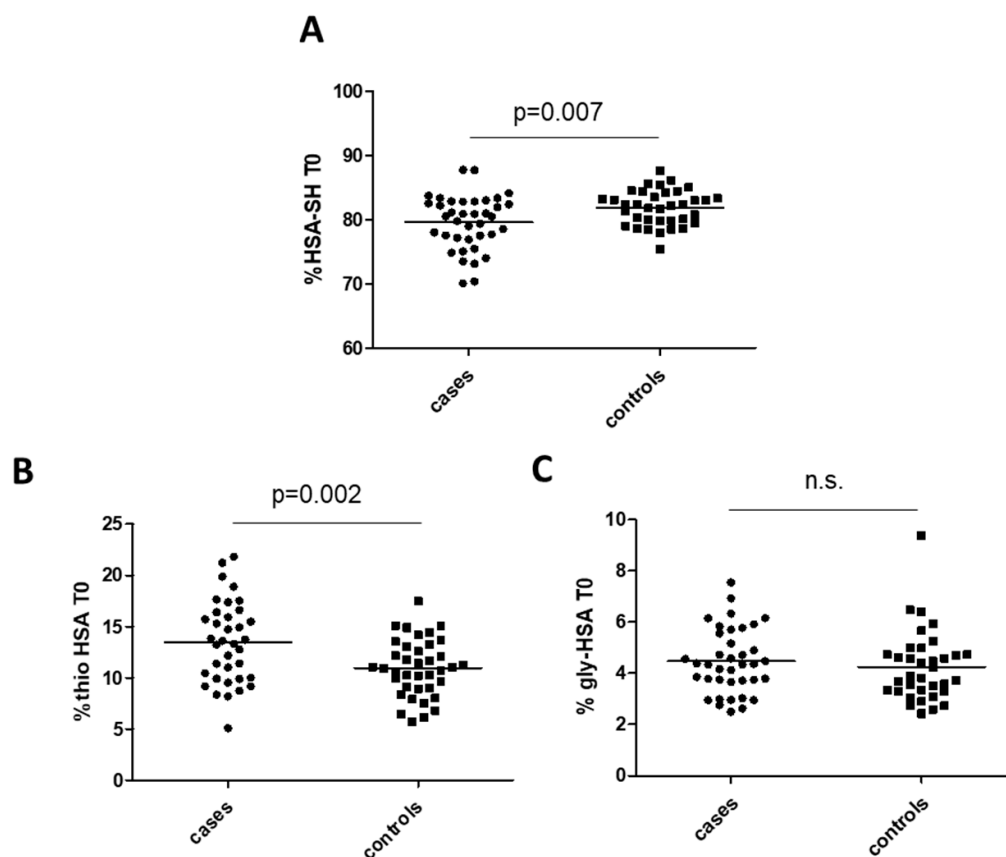 A
p=0.007
%HSA-SH T0
100
90
80
70
60
cases
controls
B
p=0.002
%thio HSA T0
25
20
15
10
5
0
cases
controls
C
n.s.
% gly-HSA T0
10
8
6
4
2
0
cases
controls